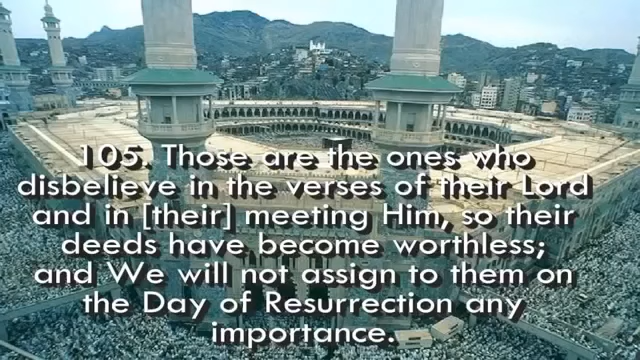 105. Those are the ones who
disbelieve in the verses of their Lord
and in [their] meeting Him, so their
deeds have become worthless;
and We will not assign to them on
the Day of Resurrection any
importance.